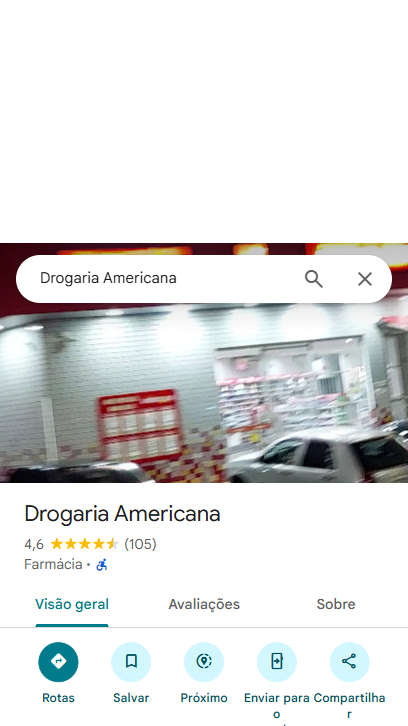 Drogaria Americana
Drogaria Americana
4,6 (105)
Farmácia ·
Visão geral Avaliações Sobre
Rotas Salvar Próximo Enviar para o Compartilhar